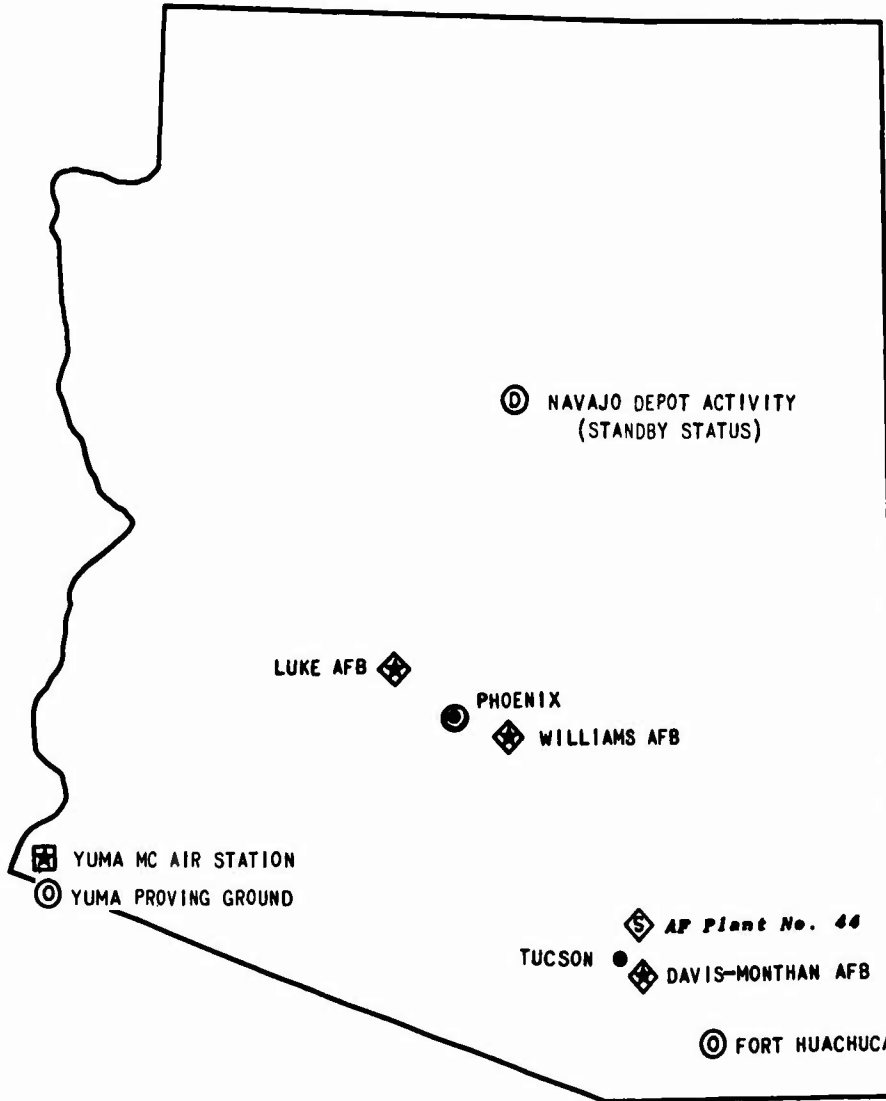 D NAVAJO DEPOT ACTIVITY
(STANDBY STATUS)
LUKE AFB
PHOENIX
WILLIAMS AFB
YUMA MC AIR STATION
O YUMA PROVING GROUND
S AF Plant No. 44
TUCSON
DAVIS-MONTHAN AFB
O FORT HUACHUCA